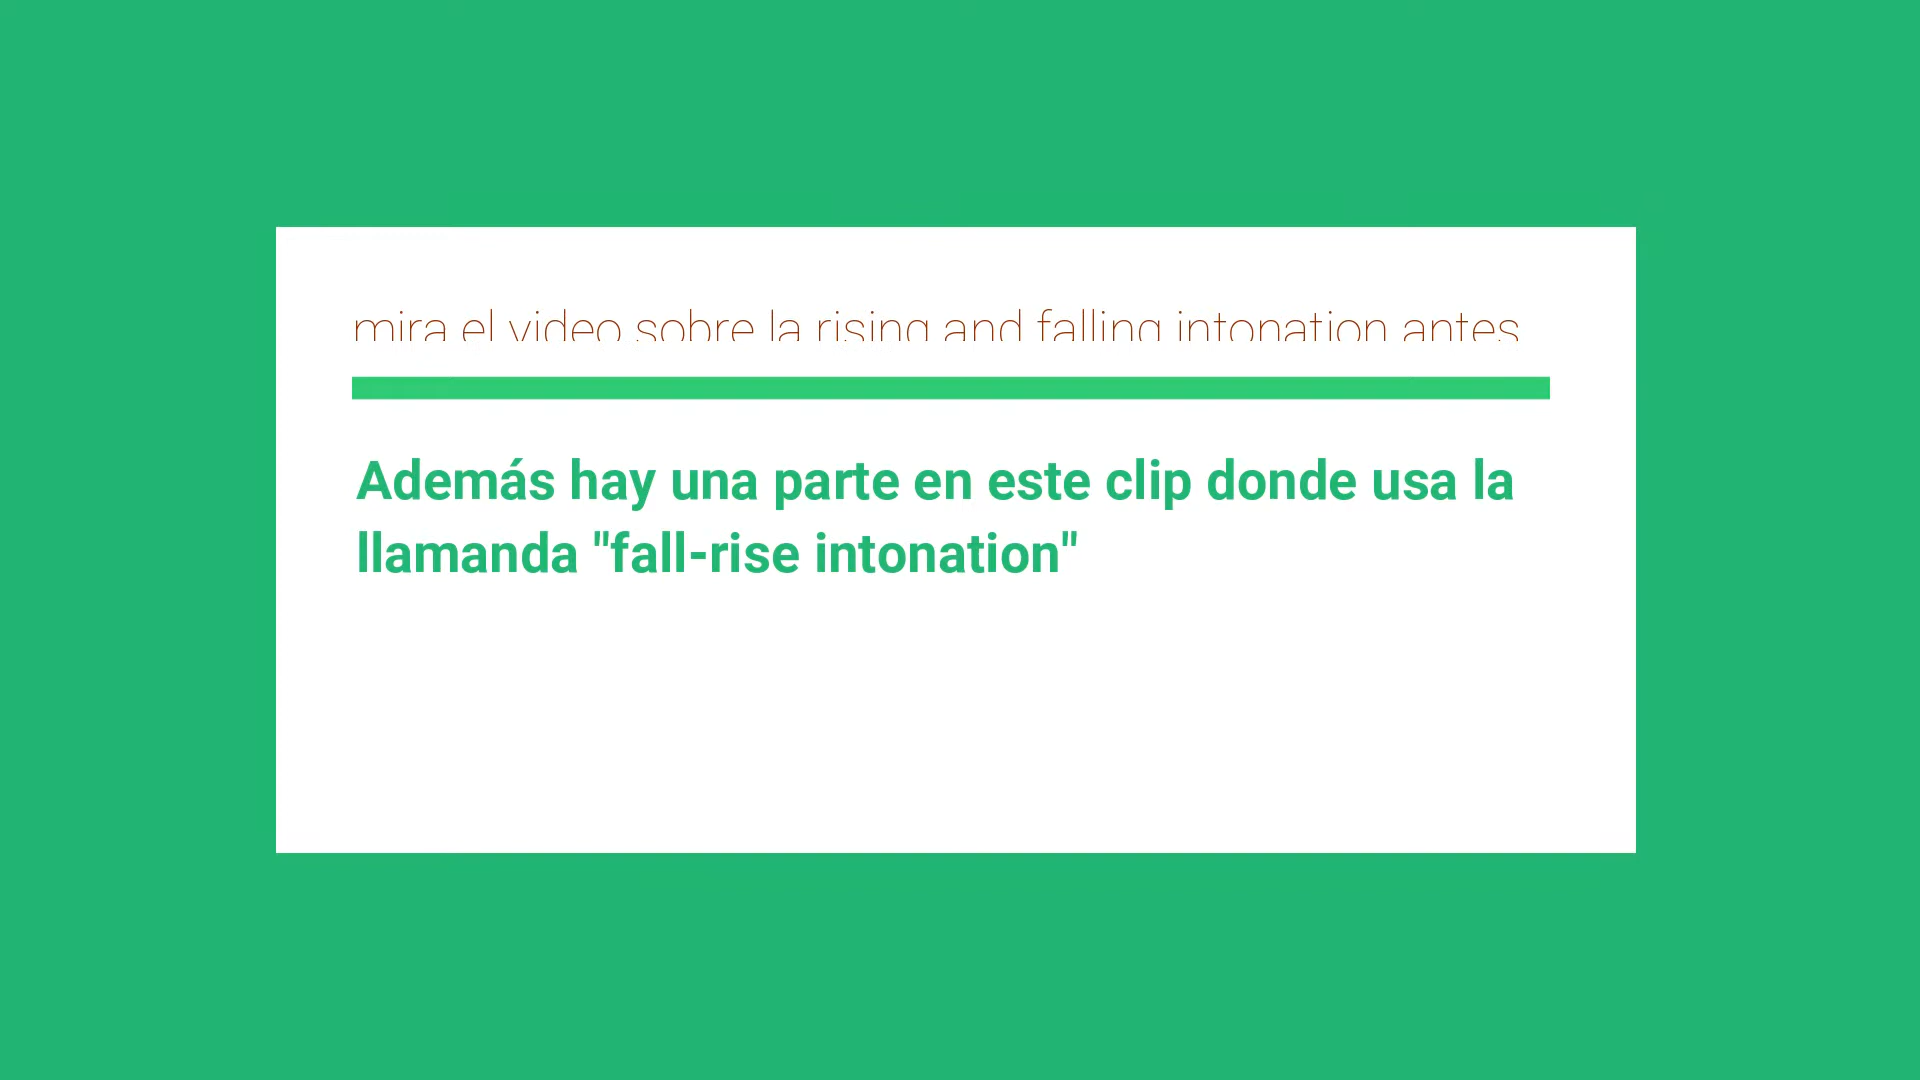 mira el video sobre la rising and falling intonation antes
Además hay una parte en este clip donde usa la
llamanda "fall-rise intonation"